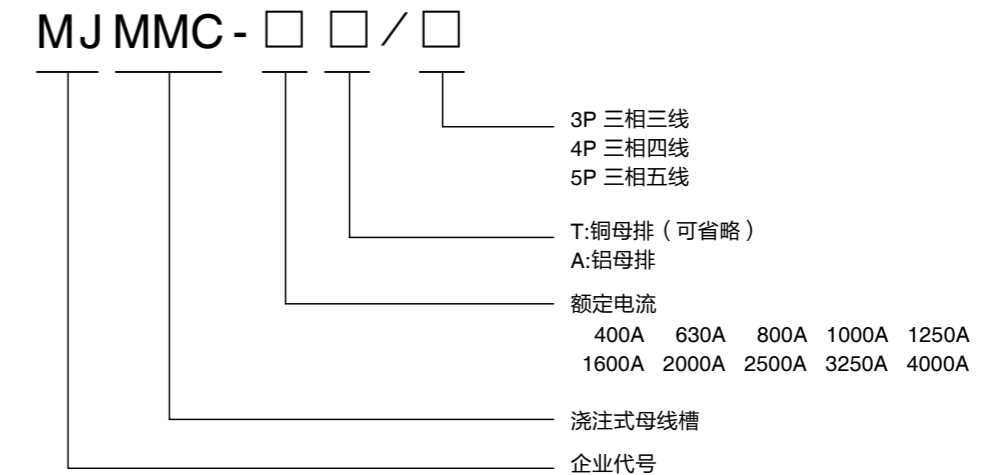 MJ MMC - □ □ / □
3P 三相三线
4P 三相四线
5P 三相五线
T:铜母排（可省略）
A:铝母排
额定电流
400A 630A 800A 1000A 1250A
1600A 2000A 2500A 3250A 4000A
浇注式母线槽
企业代号